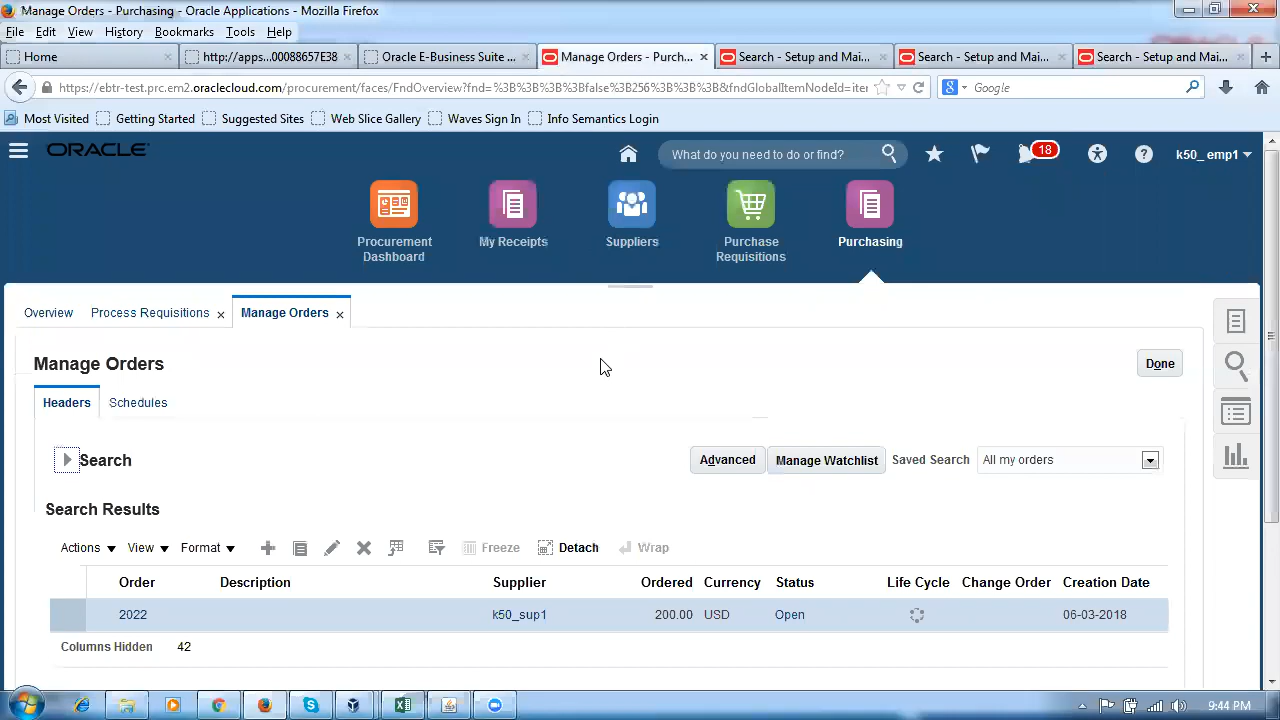 Manage Orders - Purchasing - Oracle Applications - Mozilla Firefox
File Edit View History Bookmarks Tools Help
Home × http://apps...00088657E38 × Oracle E-Business Suite ... × Manage Orders - Purch... × Search - Setup and Mai... × Search - Setup and Mai... × Search - Setup and Mai... ×
https://ebtr-test.prc.em2.oraclecloud.com/procurement/faces/FndOverview?fnd=%3B%3B%3B%3Bfalse%3B256%3B%3B%3B&fndGlobalItemNodeId=iter Google
Most Visited Getting Started Suggested Sites Web Slice Gallery Waves Sign In Info Semantics Login
ORACLE What do you need to do or find? 18 k50_emp1
Procurement Dashboard My Receipts Suppliers Purchase Requisitions Purchasing
Overview Process Requisitions × Manage Orders ×
Manage Orders Done
Headers Schedules
Search Advanced Manage Watchlist Saved Search All my orders
Search Results
Actions View Format Freeze Detach Wrap
Order Description Supplier Ordered Currency Status Life Cycle Change Order Creation Date
2022 k50_sup1 200.00 USD Open 06-03-2018
Columns Hidden 42
9:44 PM